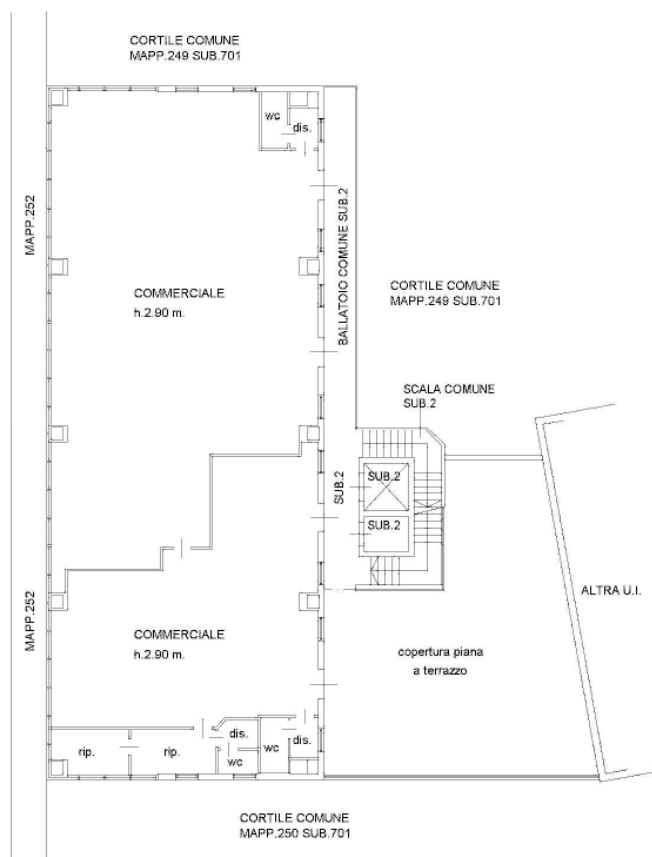 CORTILE COMUNE
MAPP.249 SUB.701
wc
dis.
MAPP.252
BALLATOIO COMUNE SUB.2
COMMERCIALE
h.2.90 m.
CORTILE COMUNE
MAPP.249 SUB.701
SCALA COMUNE
SUB.2
SUB.2
SUB.2
SUB.2
MAPP.252
ALTRA U.I.
COMMERCIALE
h.2.90 m.
copertura piana
a terrazzo
rip.
rip.
dis.
wc
wc
dis.
CORTILE COMUNE
MAPP.250 SUB.701